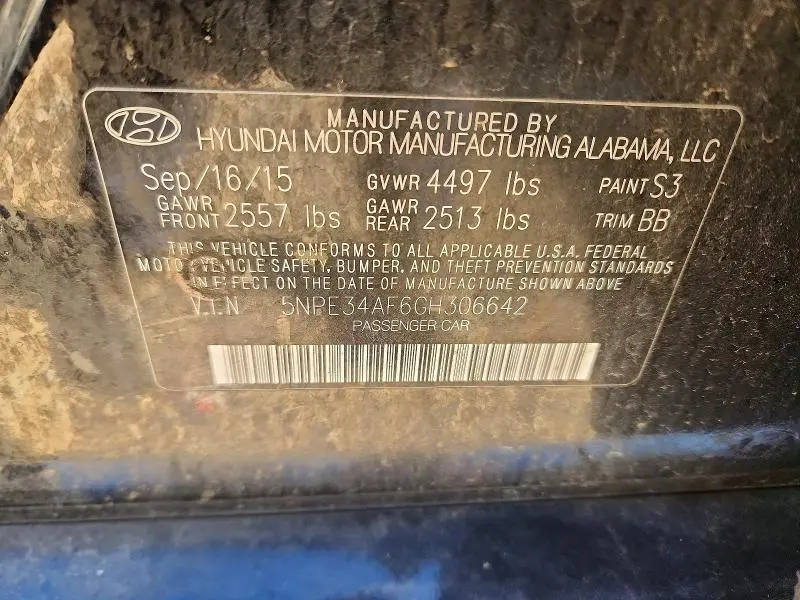 MANUFACTURED BY
HYUNDAI MOTOR MANUFACTURING ALABAMA, LLC
Sep/16/15 GVWR 4497 lbs PAINT S3
GAWR FRONT 2557 lbs GAWR REAR 2513 lbs TRIM BB
THIS VEHICLE CONFORMS TO ALL APPLICABLE U.S.A. FEDERAL
MOTOR VEHICLE SAFETY, BUMPER, AND THEFT PREVENTION STANDARDS
IN EFFECT ON THE DATE OF MANUFACTURE SHOWN ABOVE
V.I.N 5NPE34AF6GH306642
PASSENGER CAR